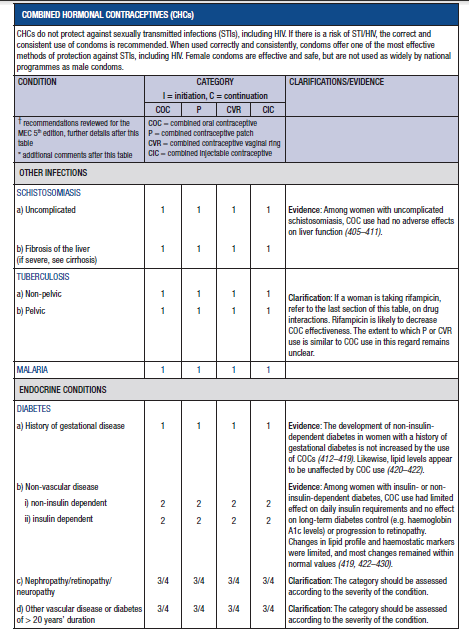 COMBINED HORMONAL CONTRACEPTIVES (CHCs)
CHCs do not protect against sexually transmitted infections (STIs), including HIV. If there is a risk of STI/HIV, the correct and
consistent use of condoms is recommended. When used correctly and consistently, condoms offer one of the most effective
methods of protection against STIs, including HIV. Female condoms are effective and safe, but are not used as widely by national
programmes as male condoms.
CONDITION
CATEGORY
I = initiation, C = continuation
CLARIFICATIONS/EVIDENCE
COC P CVR CIC
† recommendations reviewed for the
MEC 5th edition, further details after this
table
* additional comments after this table
COC = combined oral contraceptive
P = combined contraceptive patch
CVR = combined contraceptive vaginal ring
CIC = combined injectable contraceptive
OTHER INFECTIONS
SCHISTOSOMIASIS
a) Uncomplicated 1 1 1 1
Evidence: Among women with uncomplicated
schistosomiasis, COC use had no adverse effects
on liver function (405–411).
b) Fibrosis of the liver 1 1 1 1
(if severe, see cirrhosis)
TUBERCULOSIS
a) Non-pelvic 1 1 1 1
b) Pelvic 1 1 1 1
Clarification: If a woman is taking rifampicin,
refer to the last section of this table, on drug
interactions. Rifampicin is likely to decrease
COC effectiveness. The extent to which P or CVR
use is similar to COC use in this regard remains
unclear.
MALARIA 1 1 1 1
ENDOCRINE CONDITIONS
DIABETES
a) History of gestational disease 1 1 1 1
Evidence: The development of non-insulin-
dependent diabetes in women with a history of
gestational diabetes is not increased by the use
of COCs (412–419). Likewise, lipid levels appear
to be unaffected by COC use (420–422).
b) Non-vascular disease
i) non-insulin dependent 2 2 2 2
ii) insulin dependent 2 2 2 2
Evidence: Among women with insulin- or non-
insulin-dependent diabetes, COC use had limited
effect on daily insulin requirements and no effect
on long-term diabetes control (e.g. haemoglobin
A1c levels) or progression to retinopathy.
Changes in lipid profile and haemostatic markers
were limited, and most changes remained within
normal values (419, 422–430).
c) Nephropathy/retinopathy/ 3/4 3/4 3/4 3/4
neuropathy
Clarification: The category should be assessed
according to the severity of the condition.
d) Other vascular disease or diabetes 3/4 3/4 3/4 3/4
of > 20 years' duration
Clarification: The category should be assessed
according to the severity of the condition.